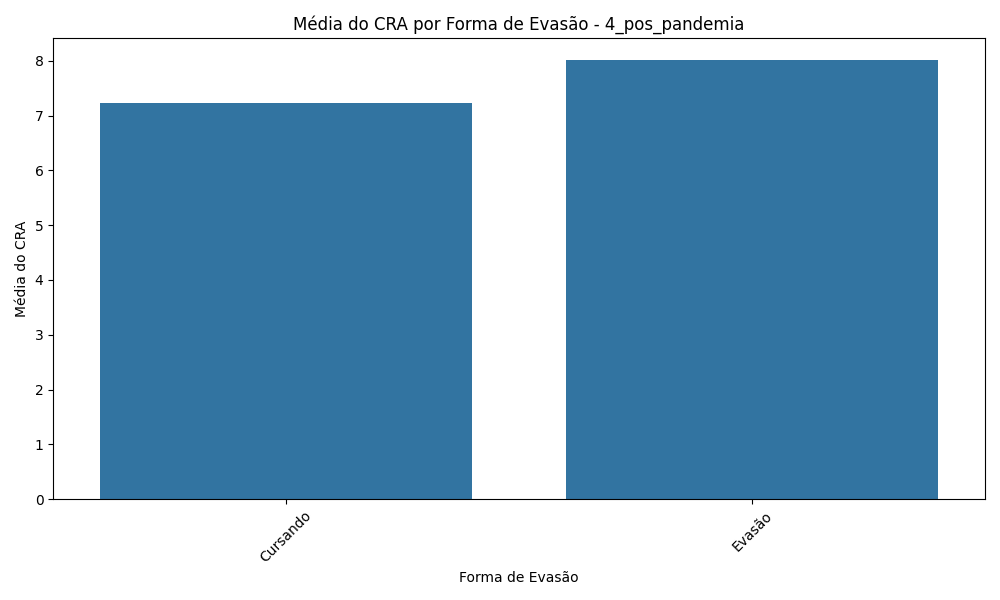 Média do CRA por Forma de Evasão - 4_pos_pandemia
Média do CRA
8
7
6
5
4
3
2
1
0
Cursando
Evasão
Forma de Evasão